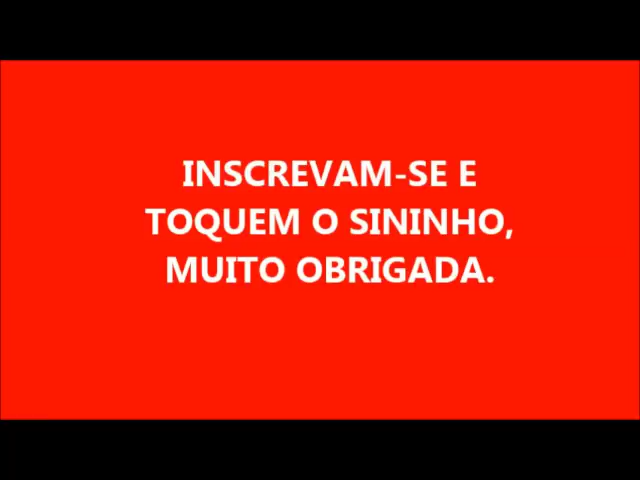 INSCREVAM-SE E
TOQUEM O SININHO,
MUITO OBRIGADA.